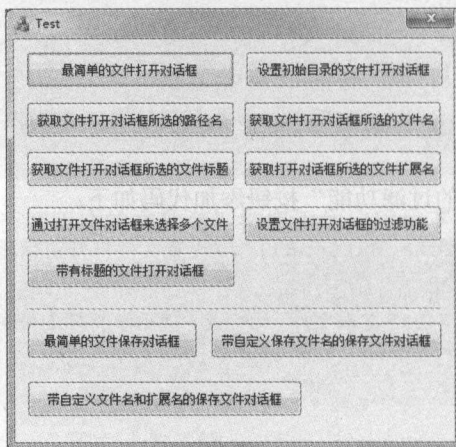 Test
最简单的文件打开对话框
设置初始目录的文件打开对话框
获取文件打开对话框所选的路径名
获取文件打开对话框所选的文件名
获取文件打开对话框所选的文件标题
获取打开对话框所选的文件扩展名
通过打开文件对话框来选择多个文件
设置文件打开对话框的过滤功能
带有标题的文件打开对话框
最简单的文件保存对话框
带自定义保存文件名的保存文件对话框
带自定义文件名和扩展名的保存文件对话框